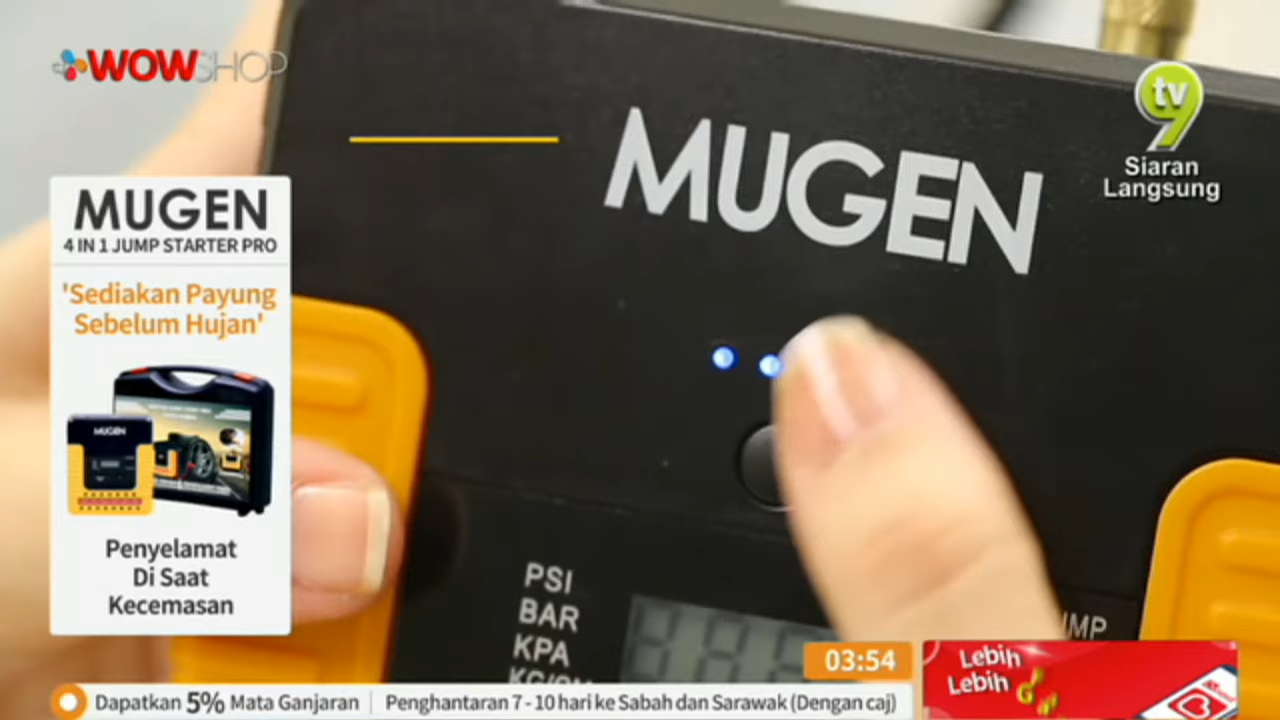 WOWSHOP
tv9
Siaran
Langsung
MUGEN
MUGEN
4 IN 1 JUMP STARTER PRO
'Sediakan Payung
Sebelum Hujan'
MUGEN
Penyelamat
Di Saat
Kecemasan
PSI
BAR
KPA
03:54
Lebih
Lebih
Dapatkan 5% Mata Ganjaran
Penghantaran 7 - 10 hari ke Sabah dan Sarawak (Dengan caj)